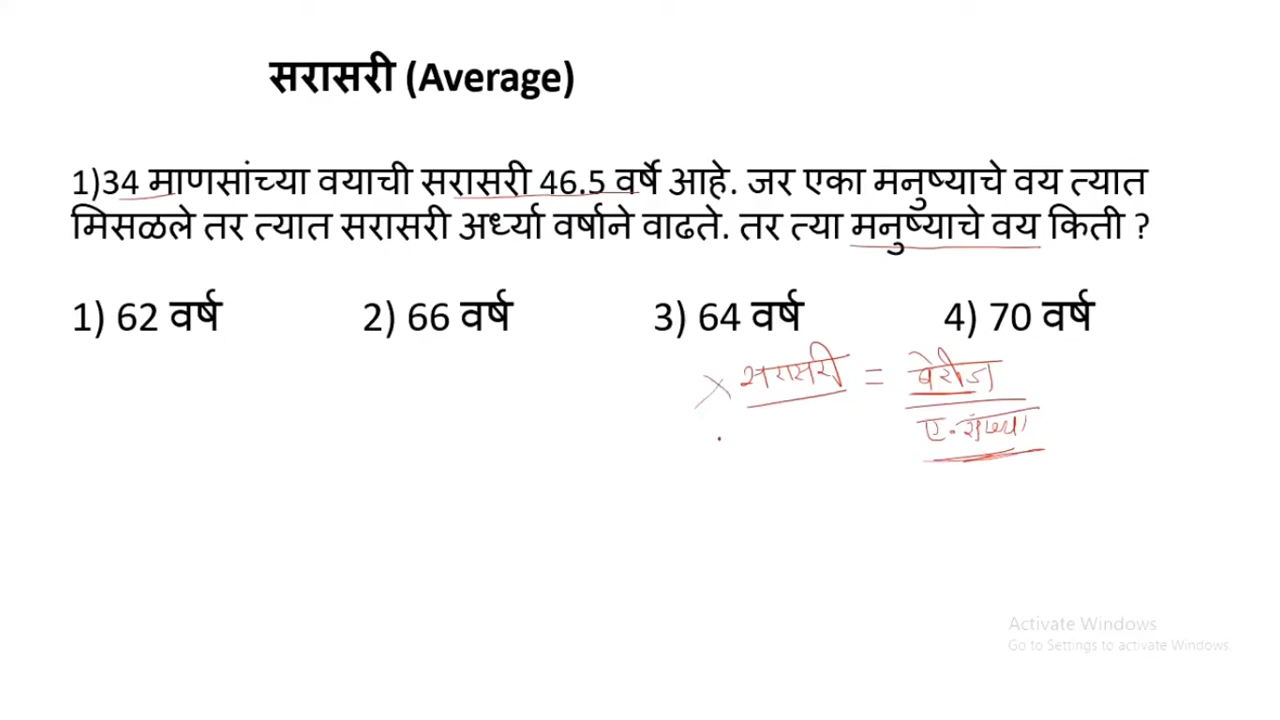 सरासरी (Average)
1)34 माणसांच्या वयाची सरासरी 46.5 वर्षे आहे. जर एका मनुष्याचे वय त्यात
मिसळले तर त्यात सरासरी अर्ध्या वर्षाने वाढते. तर त्या मनुष्याचे वय किती ?
1) 62 वर्ष 2) 66 वर्ष 3) 64 वर्ष 4) 70 वर्ष
सरासरी = बेरीज
ए. संख्या
Activate Windows
Go to Settings to activate Windows.